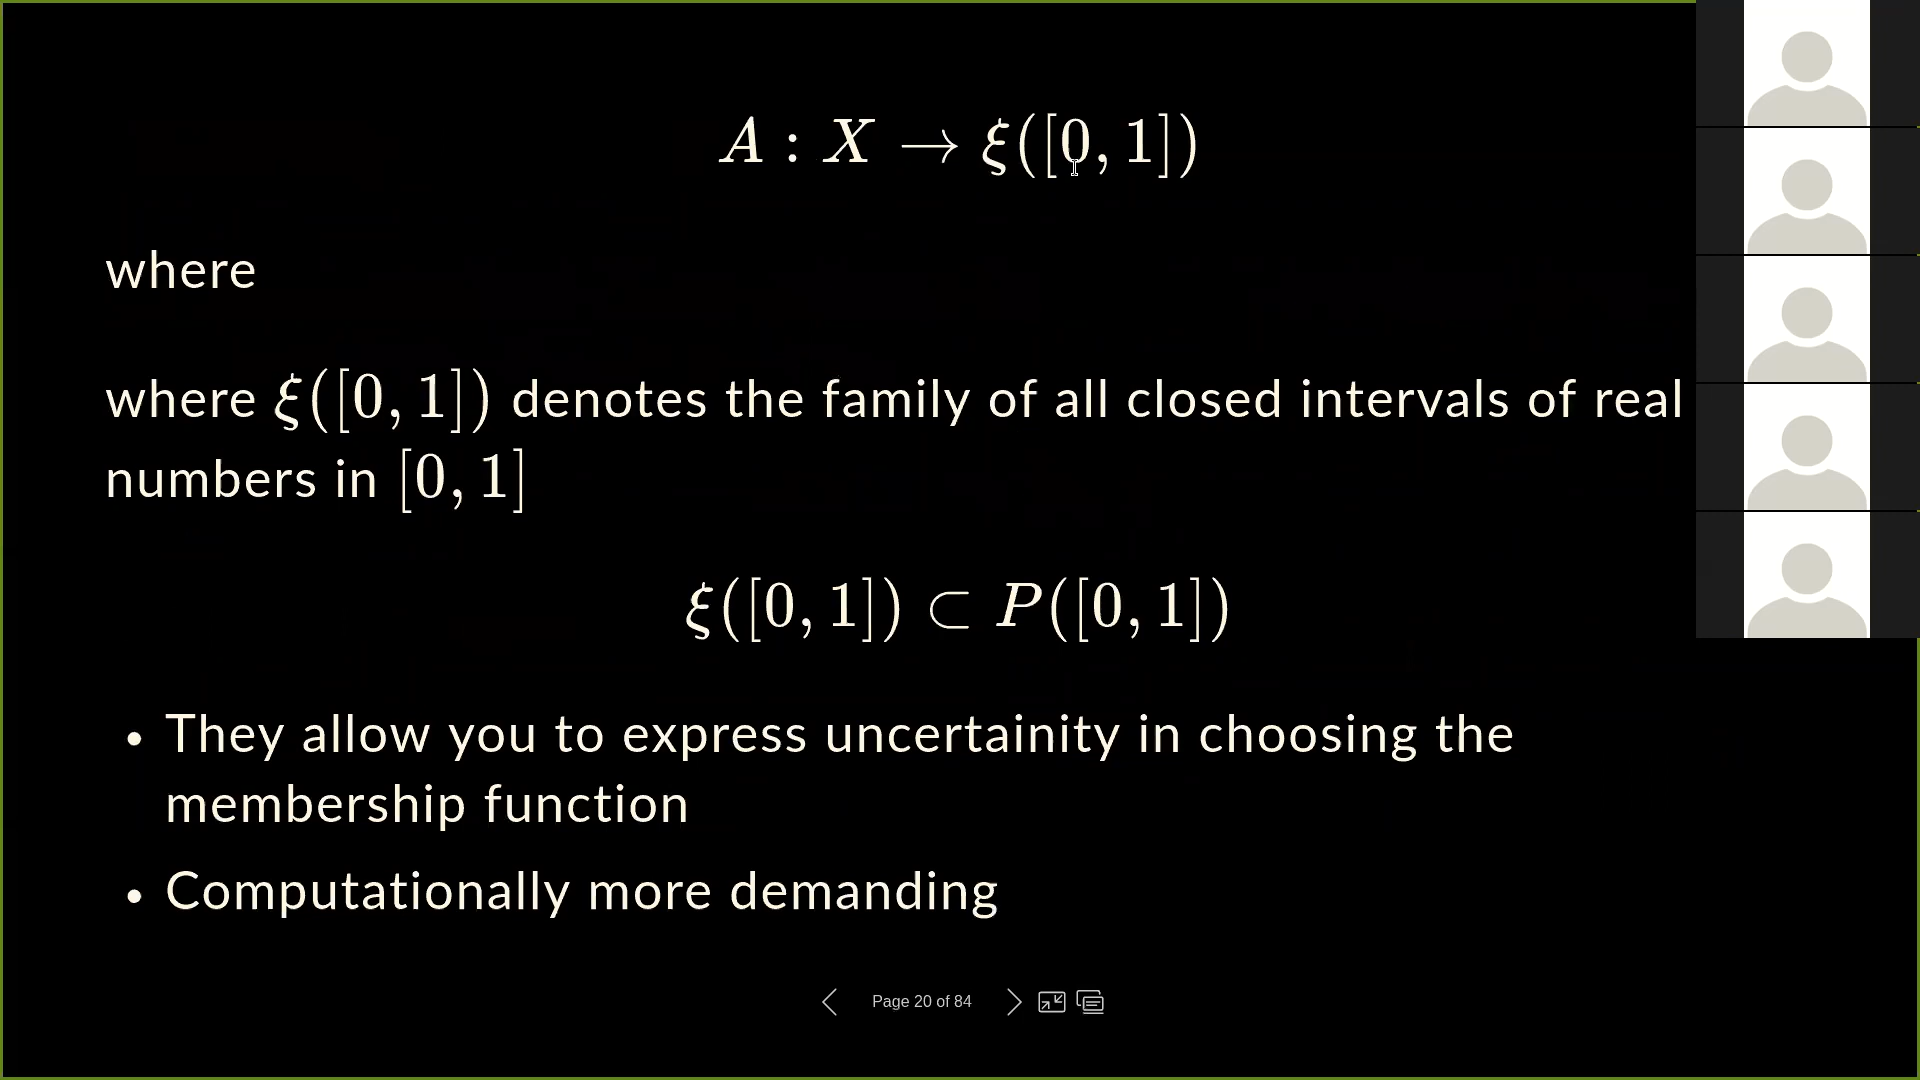 A : X → ξ([0, 1])
where
where ξ([0, 1]) denotes the family of all closed intervals of real
numbers in [0, 1]
ξ([0, 1]) ⊂ P([0, 1])
• They allow you to express uncertainity in choosing the
membership function
• Computationally more demanding
Page 20 of 84